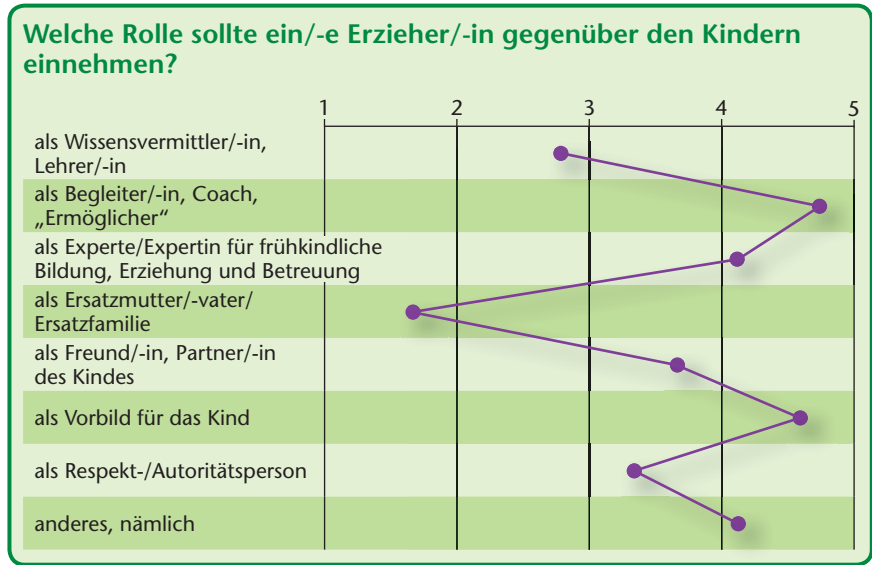 Welche Rolle sollte ein/-e Erzieher/-in gegenüber den Kindern
einnehmen?
1 2 3 4 5
als Wissensvermittler/-in,
Lehrer/-in
als Begleiter/-in, Coach,
„Ermöglicher“
als Experte/Expertin für frühkindliche
Bildung, Erziehung und Betreuung
als Ersatzmutter/-vater/
Ersatzfamilie
als Freund/-in, Partner/-in
des Kindes
als Vorbild für das Kind
als Respekt-/Autoritätsperson
anderes, nämlich